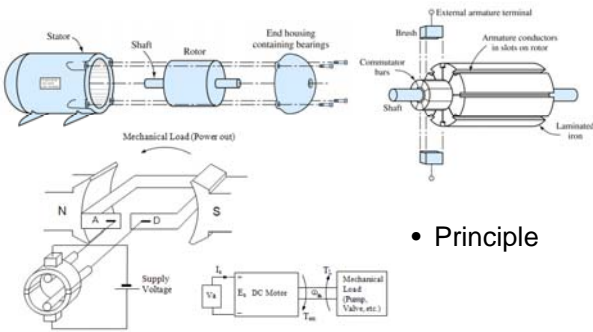 Stator
Shaft
Rotor
End housing
containing bearings
External armature terminal
Brush
Armature conductors
in slots on rotor
Commutator
bars
Shaft
Laminated
iron
Mechanical Load (Power out)
N
A
D
S
Supply
Voltage
• Principle
Va
DC Motor
Mechanical
Load
(Pump,
Valve, etc.)